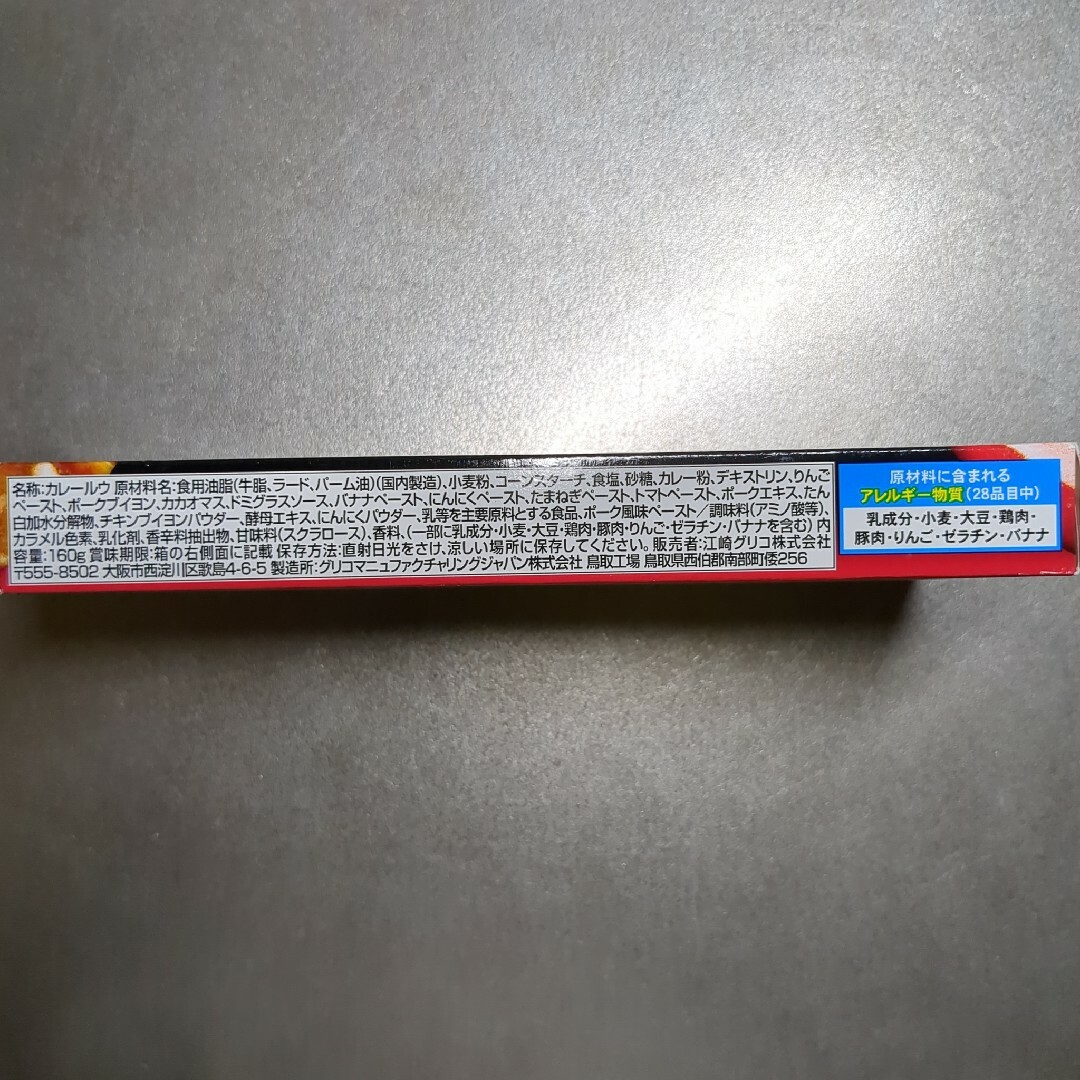 名称:カレールウ 原材料名:食用油脂(牛脂、ラード、パーム油)(国内製造)、小麦粉、コーンスターチ、食塩、砂糖、カレー粉、デキストリン、りんご
ペースト、ポークブイヨン、カカオマス、ドミグラスソース、バナナペースト、にんにくペースト、たまねぎペースト、トマトペースト、ポークエキス、たん
白加水分解物、チキンブイヨンパウダー、酵母エキス、にんにくパウダー、乳等を主要原料とする食品、ポーク風味ペースト/調味料(アミノ酸等)、
カラメル色素、乳化剤、香辛料抽出物、甘味料(スクラロース)、香料、(一部に乳成分・小麦・大豆・鶏肉・豚肉・りんご・ゼラチン・バナナを含む) 内
容量:160g 賞味期限:箱の右側面に記載 保存方法:直射日光をさけ、涼しい場所に保存してください。 販売者:江崎グリコ株式会社
〒555-8502 大阪市西淀川区歌島4-6-5 製造所:グリコマニュファクチャリングジャパン株式会社 鳥取工場 鳥取県西伯郡南部町倭256
原材料に含まれる
アレルギー物質(28品目中)
乳成分・小麦・大豆・鶏肉・
豚肉・りんご・ゼラチン・バナナ